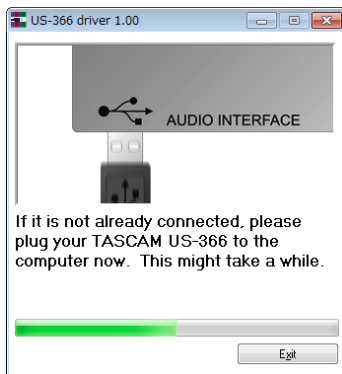 US-366 driver 1.00
AUDIO INTERFACE
If it is not already connected, please
plug your TASCAM US-366 to the
computer now.  This might take a while.
Exit